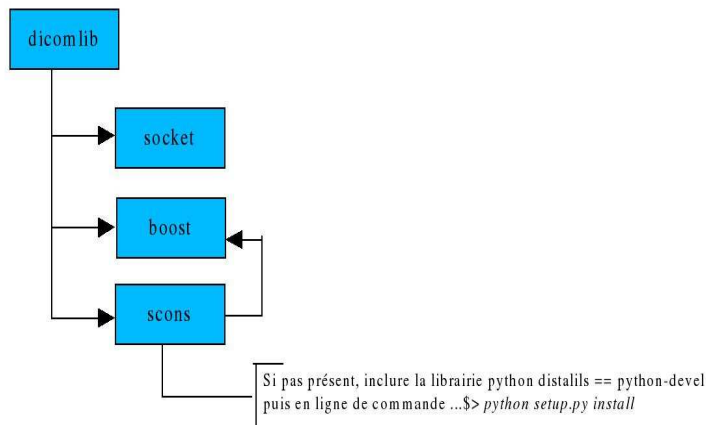 dicomlib
socket
boost
scons
Si pas présent, inclure la librairie python distalils == python-devel
puis en ligne de commande ...$> python setup.py install